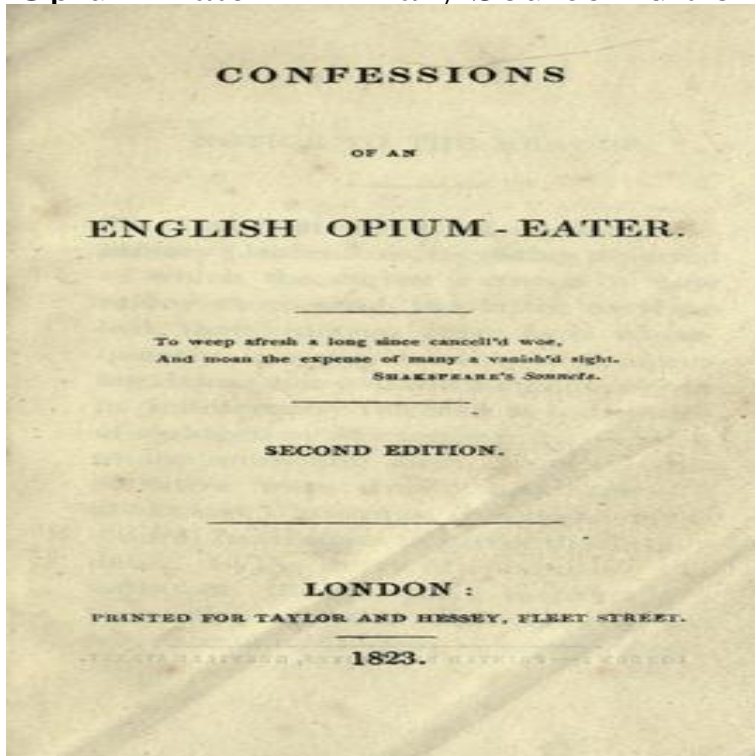 CONFESSIONS
OF AN
ENGLISH OPIUM-EATER.
To weep afresh a long since cancell'd woe,
And moan the expense of many a vanish'd sight.
SHAKSPEARE'S Sonnets.
SECOND EDITION.
LONDON:
PRINTED FOR TAYLOR AND HESSEY, FLEET STREET.
1823.